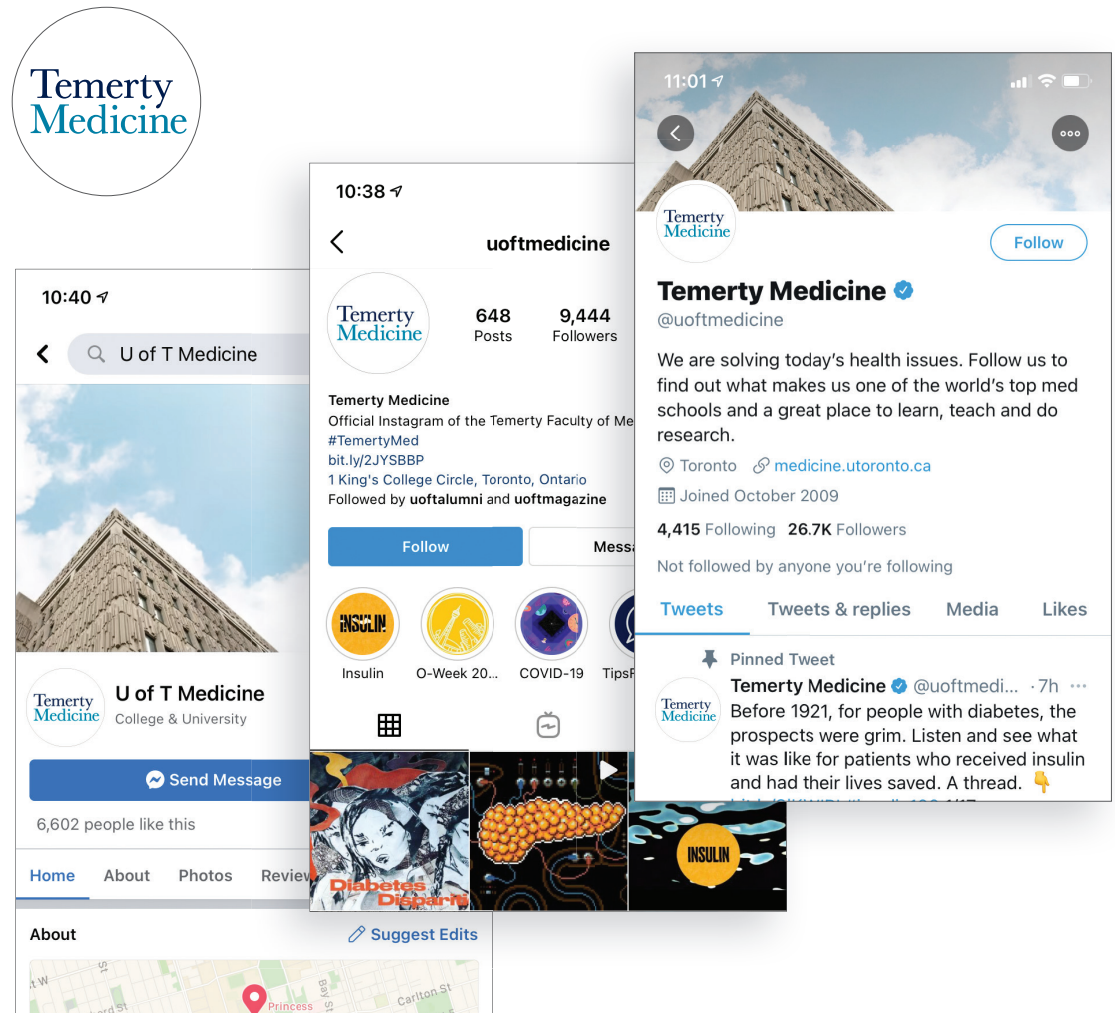 Temerty
Medicine
10:40
U of T Medicine
Temerty
Medicine
U of T Medicine
College & University
Send Message
6,602 people like this
Home About Photos
About
Suggest Edits
St
Bay St
Carlton St
Princess
10:38
uoftmedicine
Temerty
Medicine
648
Posts
9,444
Followers
Temerty Medicine
Official Instagram of the Temerty Faculty of
#TemertyMed
bit.ly/2JYSBBP
1 King's College Circle, Toronto, Ontario
Followed by uoftalumni and uoftmagazine
Follow
INSULIN
Insulin
O-Week 20...
COVID-19
Diabetes
Dispariti
INSULIN
11:01
Temerty
Medicine
Follow
Temerty Medicine
@uoftmedicine
We are solving today's health issues. Follow us to
find out what makes us one of the world's top med
schools and a great place to learn, teach and do
research.
Toronto medicine.utoronto.ca
Joined October 2009
4,415 Following 26.7K Followers
Not followed by anyone you're following
Tweets Tweets & replies Media Likes
Pinned Tweet
Temerty
Medicine
Temerty Medicine @uoftmedi... · 7h
Before 1921, for people with diabetes, the
prospects were grim. Listen and see what
it was like for patients who received insulin
and had their lives saved. A thread. 👇